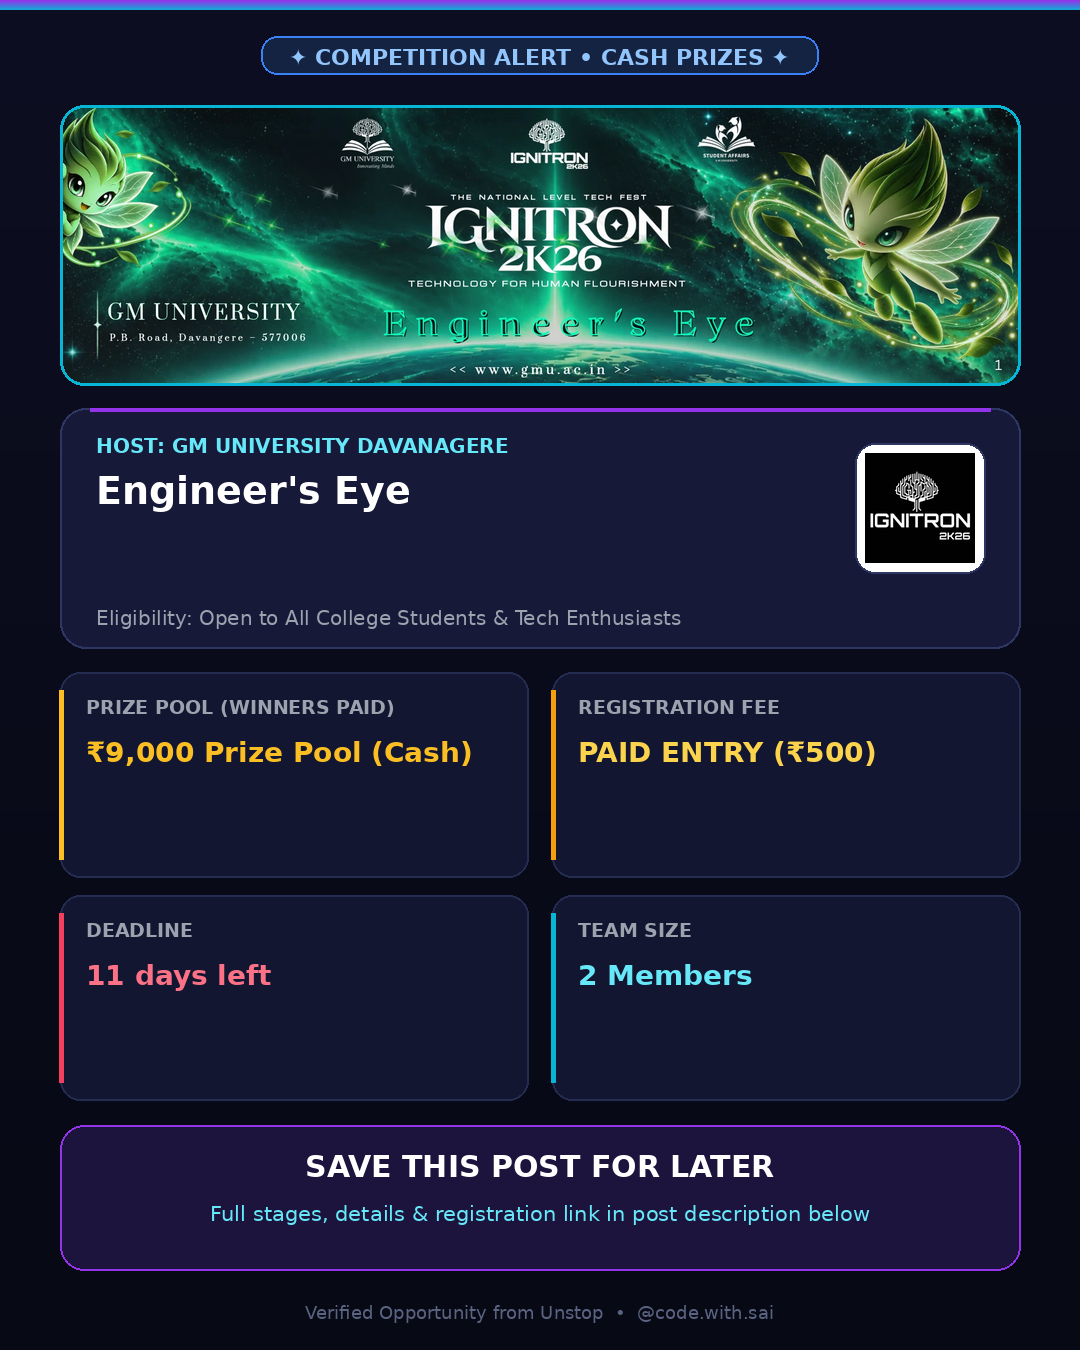 ✦ COMPETITION ALERT • CASH PRIZES ✦
GM UNIVERSITY
Innovating Minds
IGNITRON
2K26
STUDENT AFFAIRS
THE NATIONAL LEVEL TECH FEST
IGNITRON
2K26
TECHNOLOGY FOR HUMAN FLOURISHMENT
GM UNIVERSITY
P.B. Road, Davangere – 577006
Engineer's Eye
<< www.gmu.ac.in >>
1
HOST: GM UNIVERSITY DAVANAGERE
Engineer's Eye
IGNITRON
2K26
Eligibility: Open to All College Students & Tech Enthusiasts
PRIZE POOL (WINNERS PAID)
₹9,000 Prize Pool (Cash)
REGISTRATION FEE
PAID ENTRY (₹500)
DEADLINE
11 days left
TEAM SIZE
2 Members
SAVE THIS POST FOR LATER
Full stages, details & registration link in post description below
Verified Opportunity from Unstop • @code.with.sai